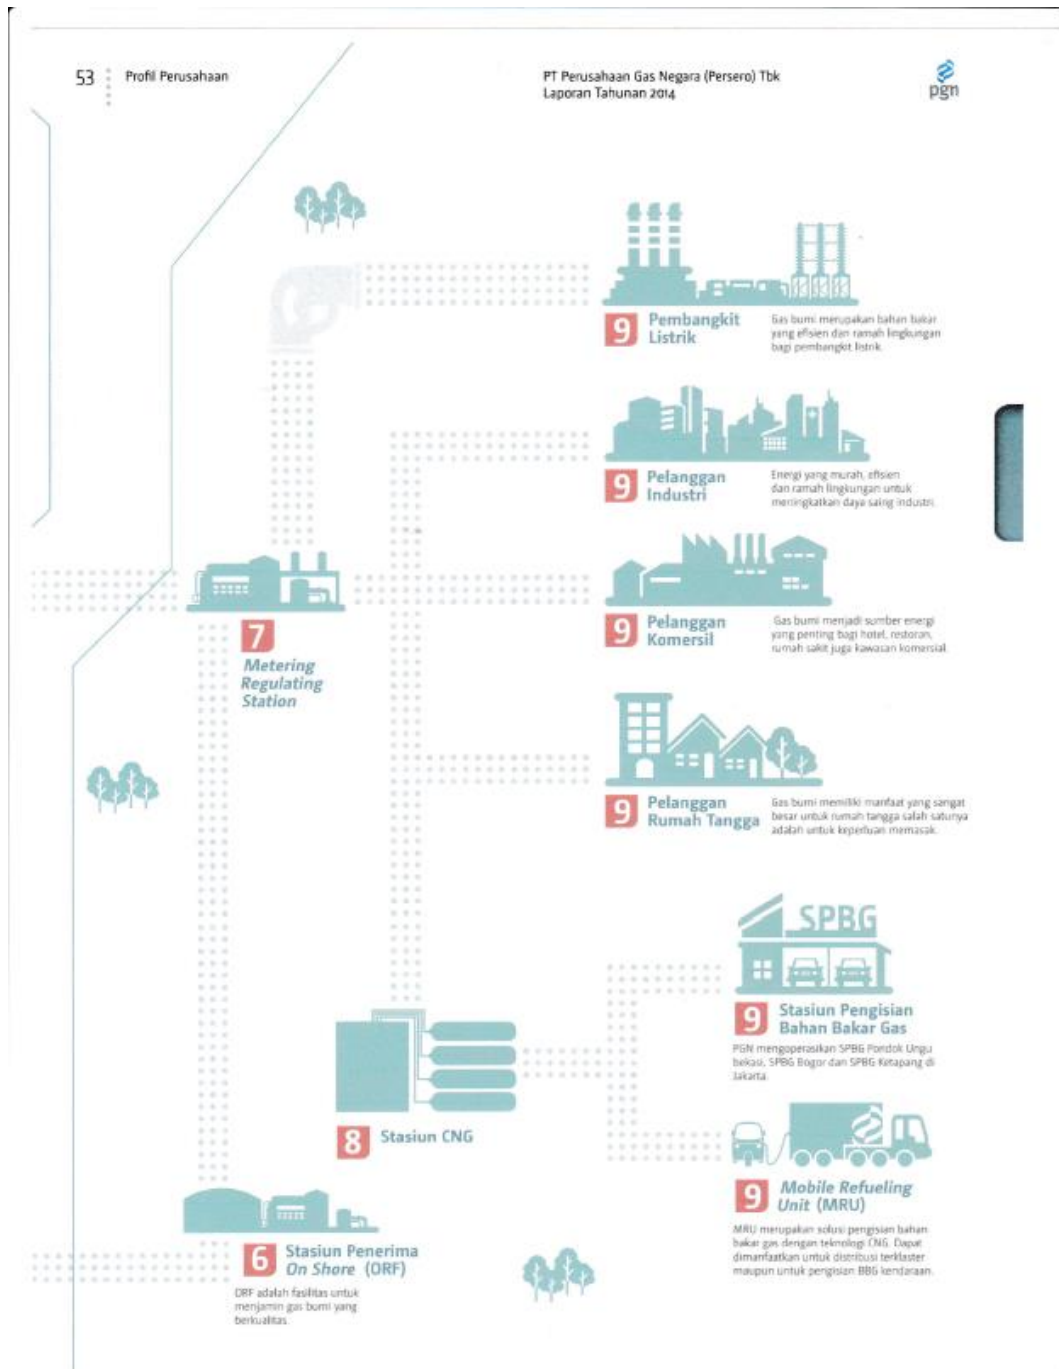 53
Profil Perusahaan
PT Perusahaan Gas Negara (Persero) Tbk
Laporan Tahunan 2014
pgn
9 Pembangkit
Listrik
Gas bumi merupakan bahan bakar
yang efisien dan ramah lingkungan
bagi pembangkit listrik.
9 Pelanggan
Industri
Energi yang murah, efisien
dan ramah lingkungan untuk
meningkatkan daya saing industri.
9 Pelanggan
Komersil
Gas bumi menjadi sumber energi
yang penting bagi hotel, restoran,
rumah sakit juga kawasan komersial.
7
Metering
Regulating
Station
9 Pelanggan
Rumah Tangga
Gas bumi memiliki manfaat yang sangat
besar untuk rumah tangga salah satunya
adalah untuk keperluan memasak.
SPBG
9 Stasiun Pengisian
Bahan Bakar Gas
PGN mengoperasikan SPBG Pondok Ungu
bekasi, SPBG Bogor dan SPBG Ketapang di
Jakarta
8 Stasiun CNG
9 Mobile Refueling
Unit (MRU)
MRU merupakan solusi pengisian bahan
bakar gas dengan teknologi CNG. Dapat
dimanfaatkan untuk distribusi terklaster
maupun untuk pengisian BBG kendaraan.
6 Stasiun Penerima
On Shore (ORF)
ORF adalah fasilitas untuk
menjamin gas bumi yang
berkualitas.